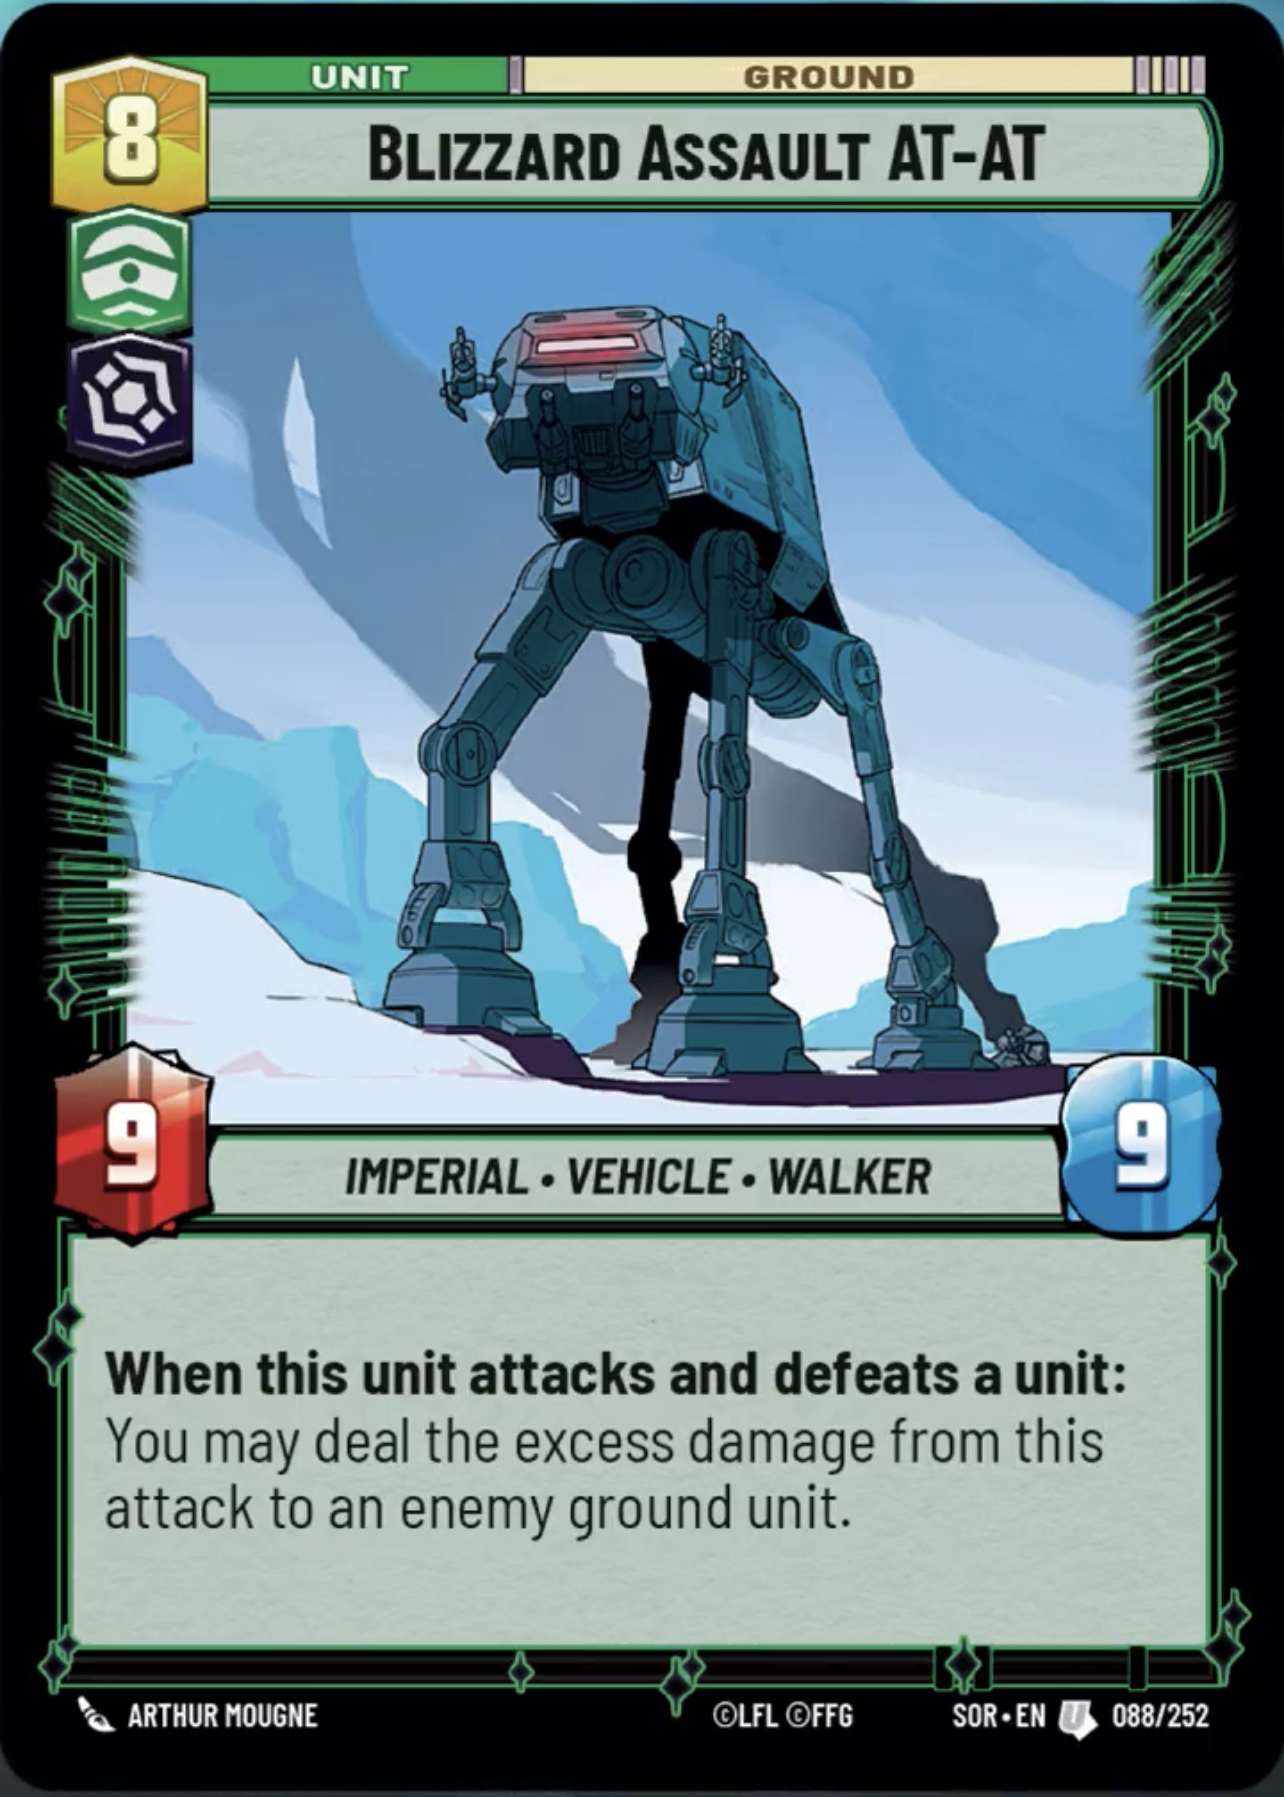 UNIT
GROUND
8
BLIZZARD ASSAULT AT-AT
9
IMPERIAL • VEHICLE • WALKER
9
When this unit attacks and defeats a unit:
You may deal the excess damage from this
attack to an enemy ground unit.
ARTHUR MOUGNE
©LFL ©FFG
SOR • EN U 088/252